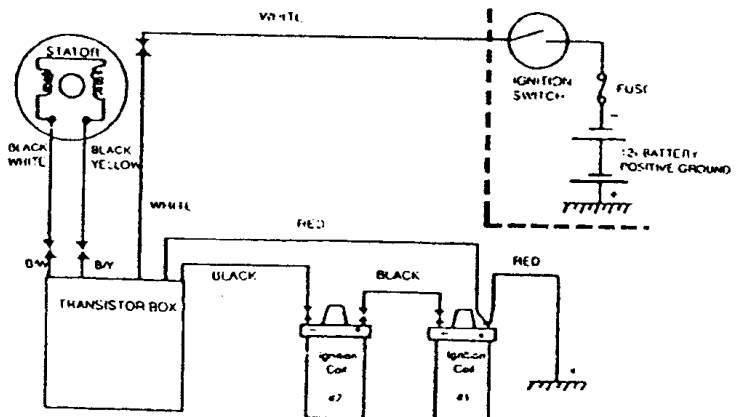 WHITE
STATOR
IGNITION
SWITCH
FUSE
-
12v BATTERY
POSITIVE GROUND
+
BLACK
WHITE
BLACK
YELLOW
WHITE
RED
B/W
B/Y
BLACK
BLACK
RED
TRANSISTOR BOX
Ignition
Coil
#2
Ignition
Coil
#1
+